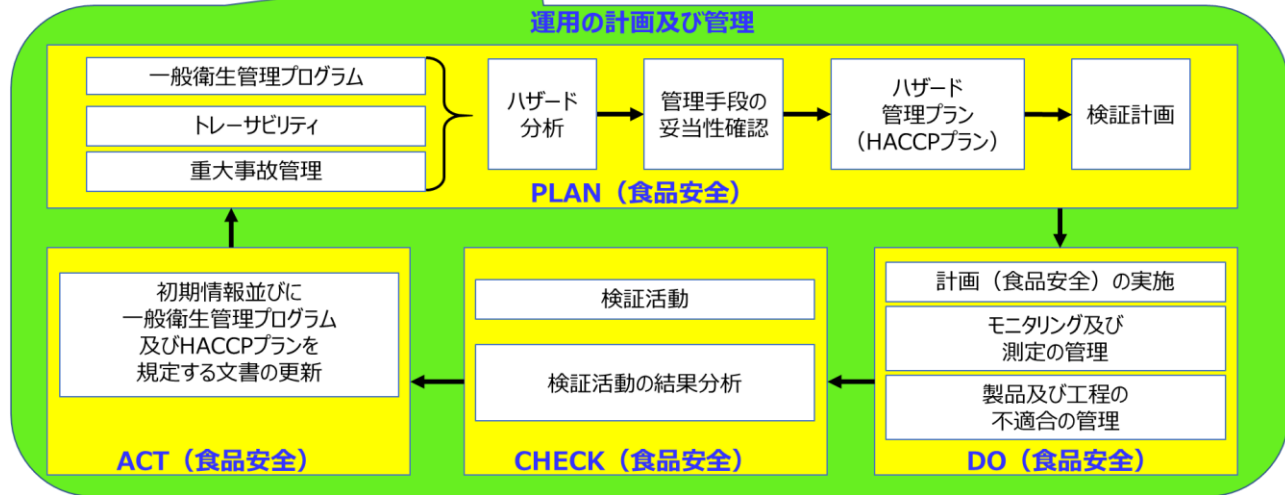 運用の計画及び管理
一般衛生管理プログラム
トレーサビリティ
重大事故管理
ハザード
分析
管理手段の
妥当性確認
ハザード
管理プラン
（HACCPプラン）
検証計画
PLAN（食品安全）
初期情報並びに
一般衛生管理プログラム
及びHACCPプランを
規定する文書の更新
ACT（食品安全）
検証活動
検証活動の結果分析
CHECK（食品安全）
計画（食品安全）の実施
モニタリング及び
測定の管理
製品及び工程の
不適合の管理
DO（食品安全）